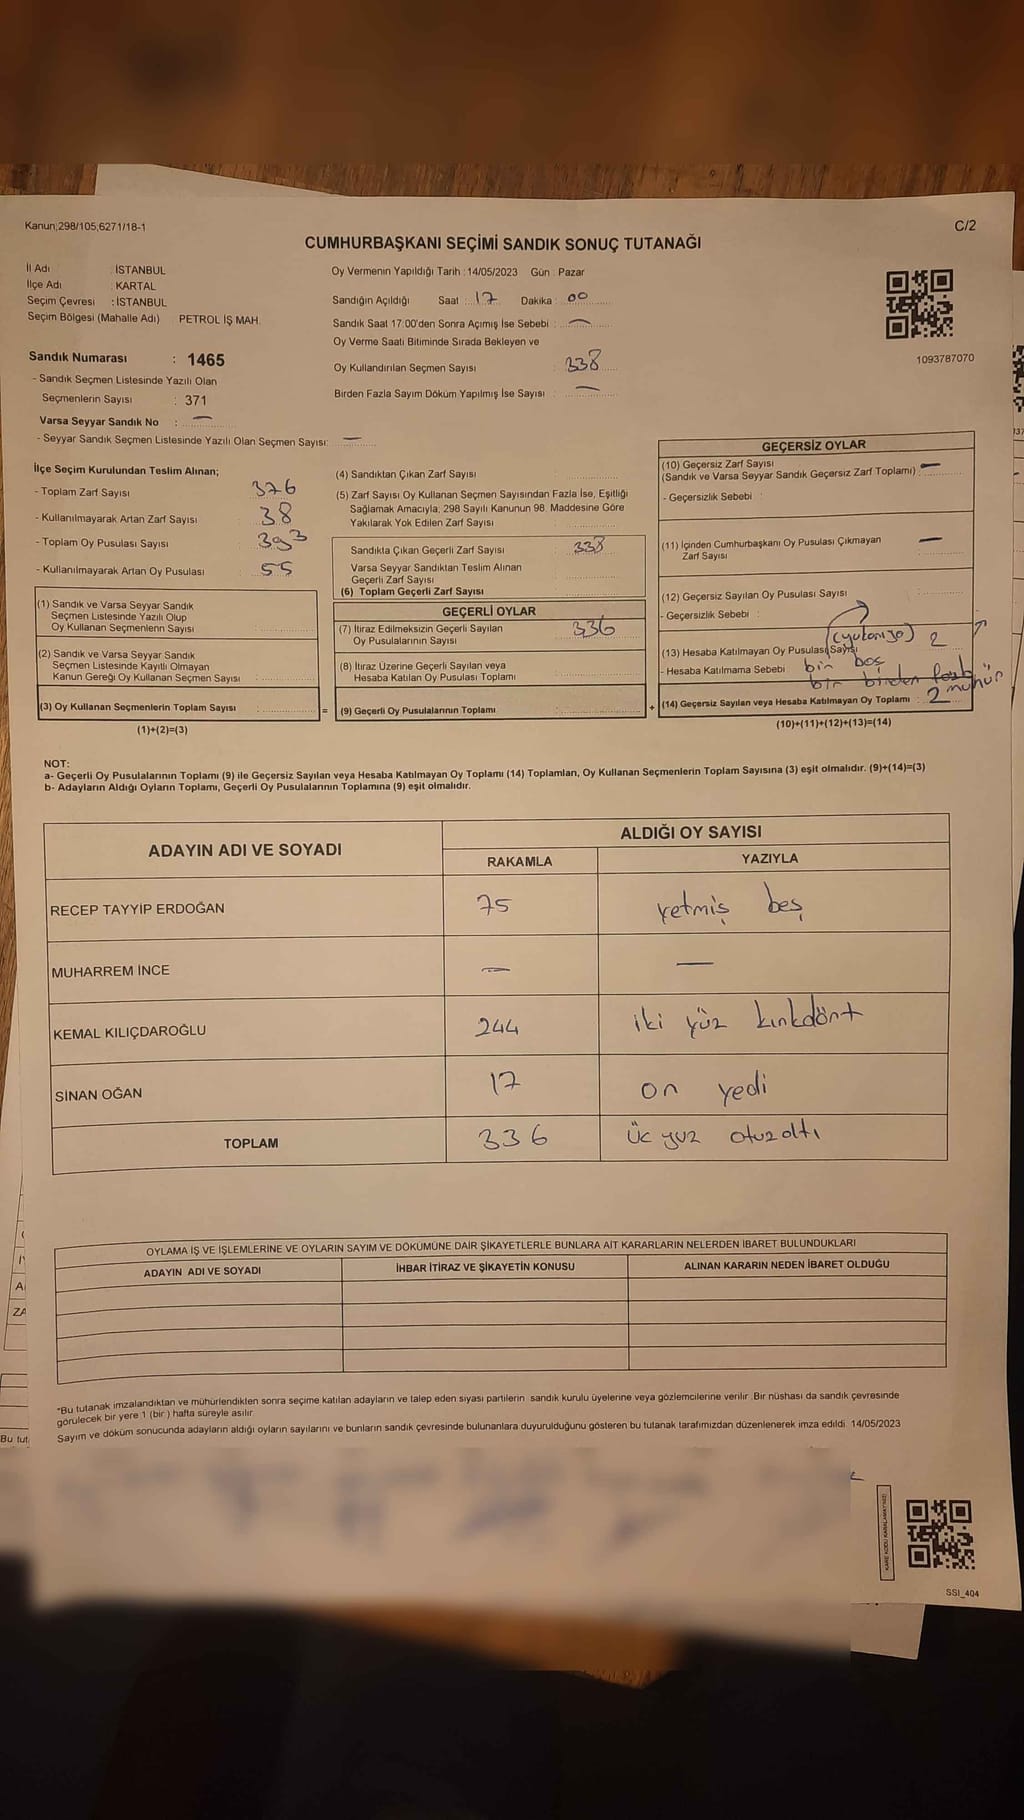 Kanun;298/105,6271/18-1
C/2
CUMHURBAŞKANI SEÇİMİ SANDIK SONUÇ TUTANAĞI
İl Adı : İSTANBUL
İlçe Adı : KARTAL
Seçim Çevresi : İSTANBUL
Seçim Bölgesi (Mahalle Adı) PETROL İŞ MAH.
Sandık Numarası : 1465
- Sandık Seçmen Listesinde Yazılı Olan
Seçmenlerin Sayısı : 371
Varsa Seyyar Sandık No : —
- Seyyar Sandık Seçmen Listesinde Yazılı Olan Seçmen Sayısı: —
Oy Vermenin Yapıldığı Tarih : 14/05/2023 Gün : Pazar
Sandığın Açıldığı Saat : 17 Dakika : 00
Sandık Saat 17:00'den Sonra Açımış İse Sebebi : —
Oy Verme Saati Bitiminde Sırada Bekleyen ve
Oy Kullandırılan Seçmen Sayısı : 338
Birden Fazla Sayım Döküm Yapılmış İse Sayısı : —
1093787070
İlçe Seçim Kurulundan Teslim Alınan;
- Toplam Zarf Sayısı 376
- Kullanılmayarak Artan Zarf Sayısı 38
- Toplam Oy Pusulası Sayısı 393
- Kullanılmayarak Artan Oy Pusulası 55
(1) Sandık ve Varsa Seyyar Sandık
Seçmen Listesinde Yazılı Olup
Oy Kullanan Seçmenlerın Sayısı
(2) Sandık ve Varsa Seyyar Sandık
Seçmen Listesinde Kayıtlı Olmayan
Kanun Gereği Oy Kullanan Seçmen Sayısı
(3) Oy Kullanan Seçmenlerin Toplam Sayısı
=
(1)+(2)=(3)
(4) Sandıktan Çıkan Zarf Sayısı
(5) Zarf Sayısı Oy Kullanan Seçmen Sayısından Fazla İse, Eşitliği
Sağlamak Amacıyla, 298 Sayılı Kanunun 98. Maddesine Göre
Yakılarak Yok Edilen Zarf Sayısı
Sandıkta Çıkan Geçerli Zarf Sayısı 338
Varsa Seyyar Sandıktan Teslim Alınan
Geçerli Zarf Sayısı
(6) Toplam Geçerli Zarf Sayısı
GEÇERLİ OYLAR
(7) İtiraz Edilmeksizin Geçerli Sayılan
Oy Pusulalarının Sayısı 336
(8) İtiraz Üzerine Geçerli Sayılan veya
Hesaba Katılan Oy Pusulası Toplamı
(9) Geçerli Oy Pusulalarının Toplamı
+
GEÇERSİZ OYLAR
(10) Geçersiz Zarf Sayısı
(Sandık ve Varsa Seyyar Sandık Geçersiz Zarf Toplamı) —
- Geçersizlik Sebebi :
(11) İçinden Cumhurbaşkanı Oy Pusulası Çıkmayan
Zarf Sayısı —
(12) Geçersiz Sayılan Oy Pusulası Sayısı
- Geçersizlik Sebebi :
(yukarıya) 2
(13) Hesaba Katılmayan Oy Pusulası Sayısı
- Hesaba Katılmama Sebebi : bir boş
bir birden fazla
2 mühür
(14) Geçersiz Sayılan veya Hesaba Katılmayan Oy Toplamı :
(10)+(11)+(12)+(13)=(14)
NOT:
a- Geçerli Oy Pusulalarının Toplamı (9) ile Geçersiz Sayılan veya Hesaba Katılmayan Oy Toplamı (14) Toplamları, Oy Kullanan Seçmenlerin Toplam Sayısına (3) eşit olmalıdır. (9)+(14)=(3)
b- Adayların Aldığı Oyların Toplamı, Geçerli Oy Pusulalarının Toplamına (9) eşit olmalıdır.
ADAYIN ADI VE SOYADI
ALDIĞI OY SAYISI
RAKAMLA YAZIYLA
RECEP TAYYİP ERDOĞAN 75 yetmiş beş
MUHARREM İNCE — —
KEMAL KILIÇDAROĞLU 244 iki yüz kırkdört
SİNAN OĞAN 17 on yedi
TOPLAM 336 üç yuz otuzaltı
OYLAMA İŞ VE İŞLEMLERİNE VE OYLARIN SAYIM VE DÖKÜMÜNE DAİR ŞİKAYETLERLE BUNLARA AİT KARARLARIN NELERDEN İBARET BULUNDUKLARI
ADAYIN ADI VE SOYADI İHBAR İTİRAZ VE ŞİKAYETİN KONUSU ALINAN KARARIN NEDEN İBARET OLDUĞU
*Bu tutanak imzalandıktan ve mühürlendikten sonra seçime katılan adayların ve talep eden siyasi partilerin sandık kurulu üyelerine veya gözlemcilerine verilir. Bir nüshası da sandık çevresinde
görülecek bir yere 1 (bir) hafta süreyle asılır.
Sayım ve döküm sonucunda adayların aldığı oyların sayılarını ve bunların sandık çevresinde bulunanlara duyurulduğunu gösteren bu tutanak tarafımızdan düzenlenerek imza edildi. 14/05/2023
Bu tut
KARE KODU KARALAMAYINIZ!
SSI_404